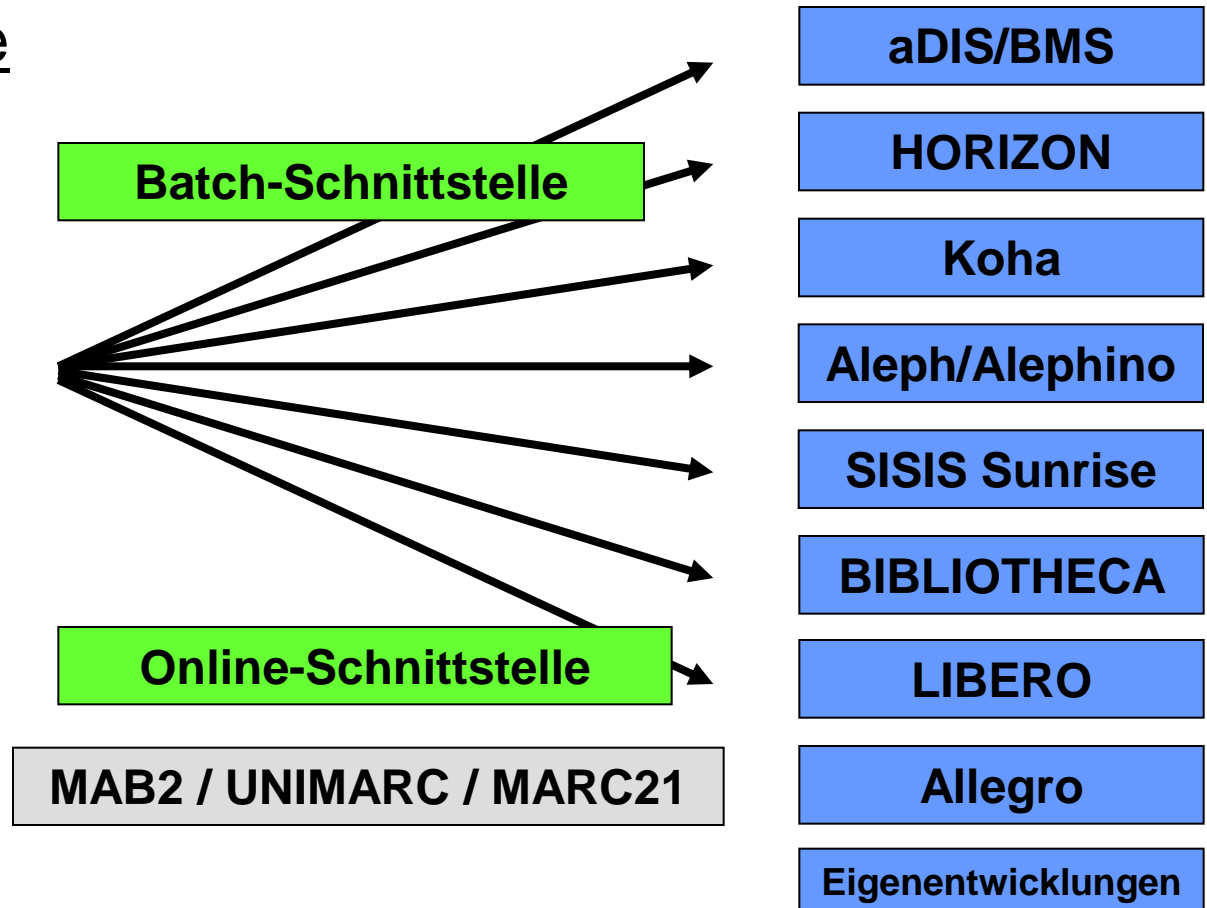 e
aDIS/BMS
Batch-Schnittstelle
HORIZON
Koha
Aleph/Alephino
SISIS Sunrise
BIBLIOTHECA
Online-Schnittstelle
LIBERO
MAB2 / UNIMARC / MARC21
Allegro
Eigenentwicklungen